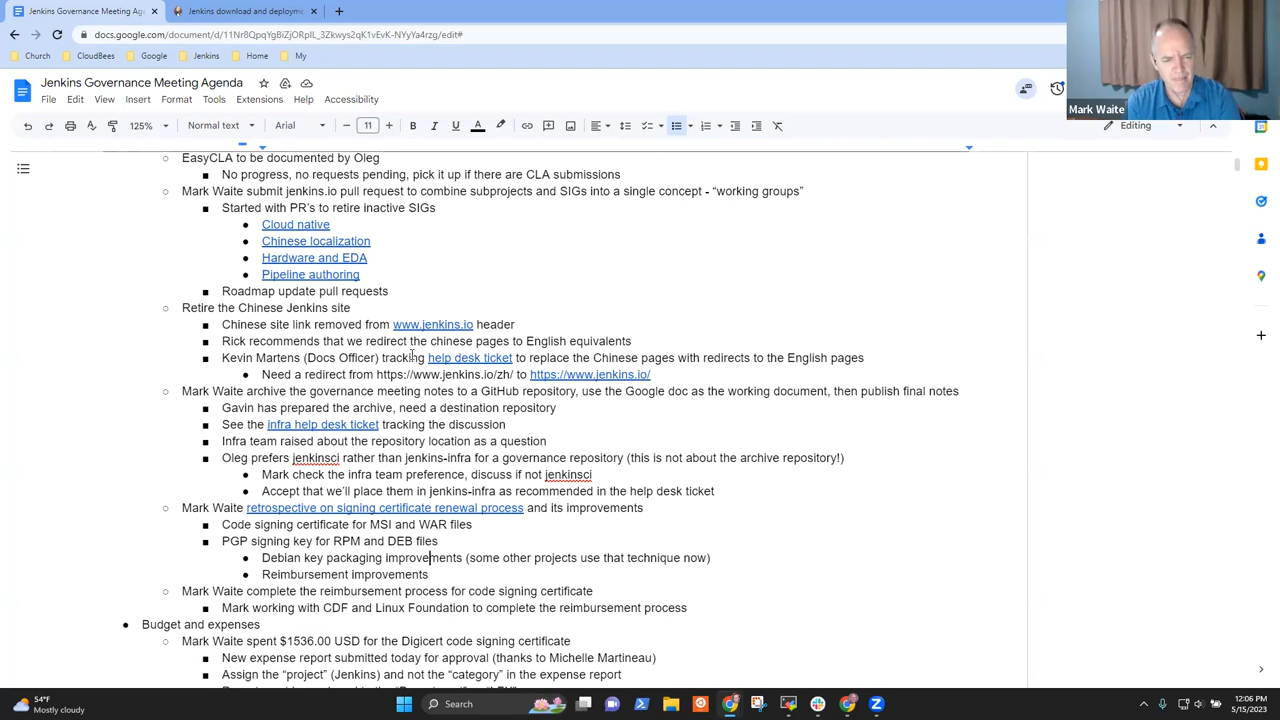 Jenkins Governance Meeting Age
Jenkins download and deployme
docs.google.com/document/d/11Nr8QpqYgBiZjORpIL_3Zkwys2qK1vEvK-NYyYa4rzg/edit#
Church
CloudBees
Google
Jenkins
Home
My
Mark Waite
Jenkins Governance Meeting Agenda
File Edit View Insert Format Tools Extensions Help Accessibility
125% Normal text Arial 11 Editing
EasyCLA to be documented by Oleg
No progress, no requests pending, pick it up if there are CLA submissions
Mark Waite submit jenkins.io pull request to combine subprojects and SIGs into a single concept - “working groups”
Started with PR’s to retire inactive SIGs
Cloud native
Chinese localization
Hardware and EDA
Pipeline authoring
Roadmap update pull requests
Retire the Chinese Jenkins site
Chinese site link removed from www.jenkins.io header
Rick recommends that we redirect the chinese pages to English equivalents
Kevin Martens (Docs Officer) tracking help desk ticket to replace the Chinese pages with redirects to the English pages
Need a redirect from https://www.jenkins.io/zh/ to https://www.jenkins.io/
Mark Waite archive the governance meeting notes to a GitHub repository, use the Google doc as the working document, then publish final notes
Gavin has prepared the archive, need a destination repository
See the infra help desk ticket tracking the discussion
Infra team raised about the repository location as a question
Oleg prefers jenkinsci rather than jenkins-infra for a governance repository (this is not about the archive repository!)
Mark check the infra team preference, discuss if not jenkinsci
Accept that we’ll place them in jenkins-infra as recommended in the help desk ticket
Mark Waite retrospective on signing certificate renewal process and its improvements
Code signing certificate for MSI and WAR files
PGP signing key for RPM and DEB files
Debian key packaging improvements (some other projects use that technique now)
Reimbursement improvements
Mark Waite complete the reimbursement process for code signing certificate
Mark working with CDF and Linux Foundation to complete the reimbursement process
Budget and expenses
Mark Waite spent $1536.00 USD for the Digicert code signing certificate
New expense report submitted today for approval (thanks to Michelle Martineau)
Assign the “project” (Jenkins) and not the “category” in the expense report
54°F
Mostly cloudy
Search
12:06 PM
5/15/2023